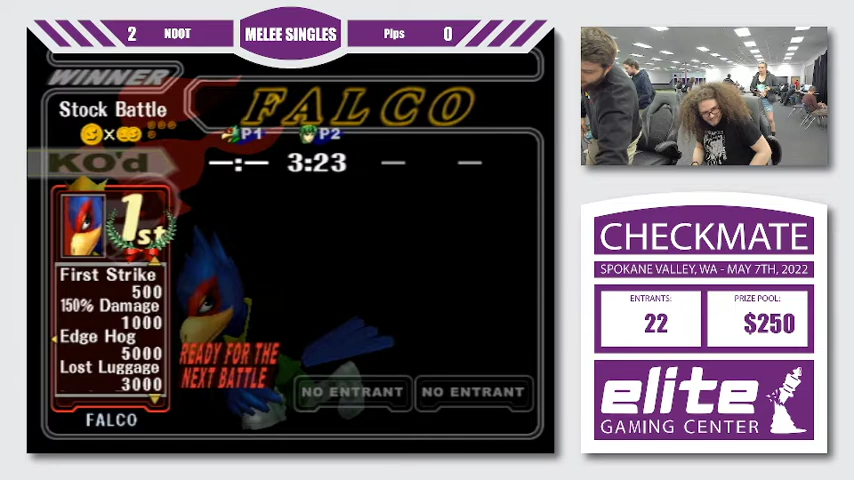 2 NOOT
MELEE SINGLES
Pips 0
WINNER
FALCO
Stock Battle
P1
P2
KO'd
-:-
3:23
1st
First Strike
500
150% Damage
1000
Edge Hog
5000
Lost Luggage
3000
READY FOR THE
NEXT BATTLE
NO ENTRANT
NO ENTRANT
FALCO
CHECKMATE
SPOKANE VALLEY, WA - MAY 7TH, 2022
ENTRANTS:
22
PRIZE POOL:
$250
elite
GAMING CENTER